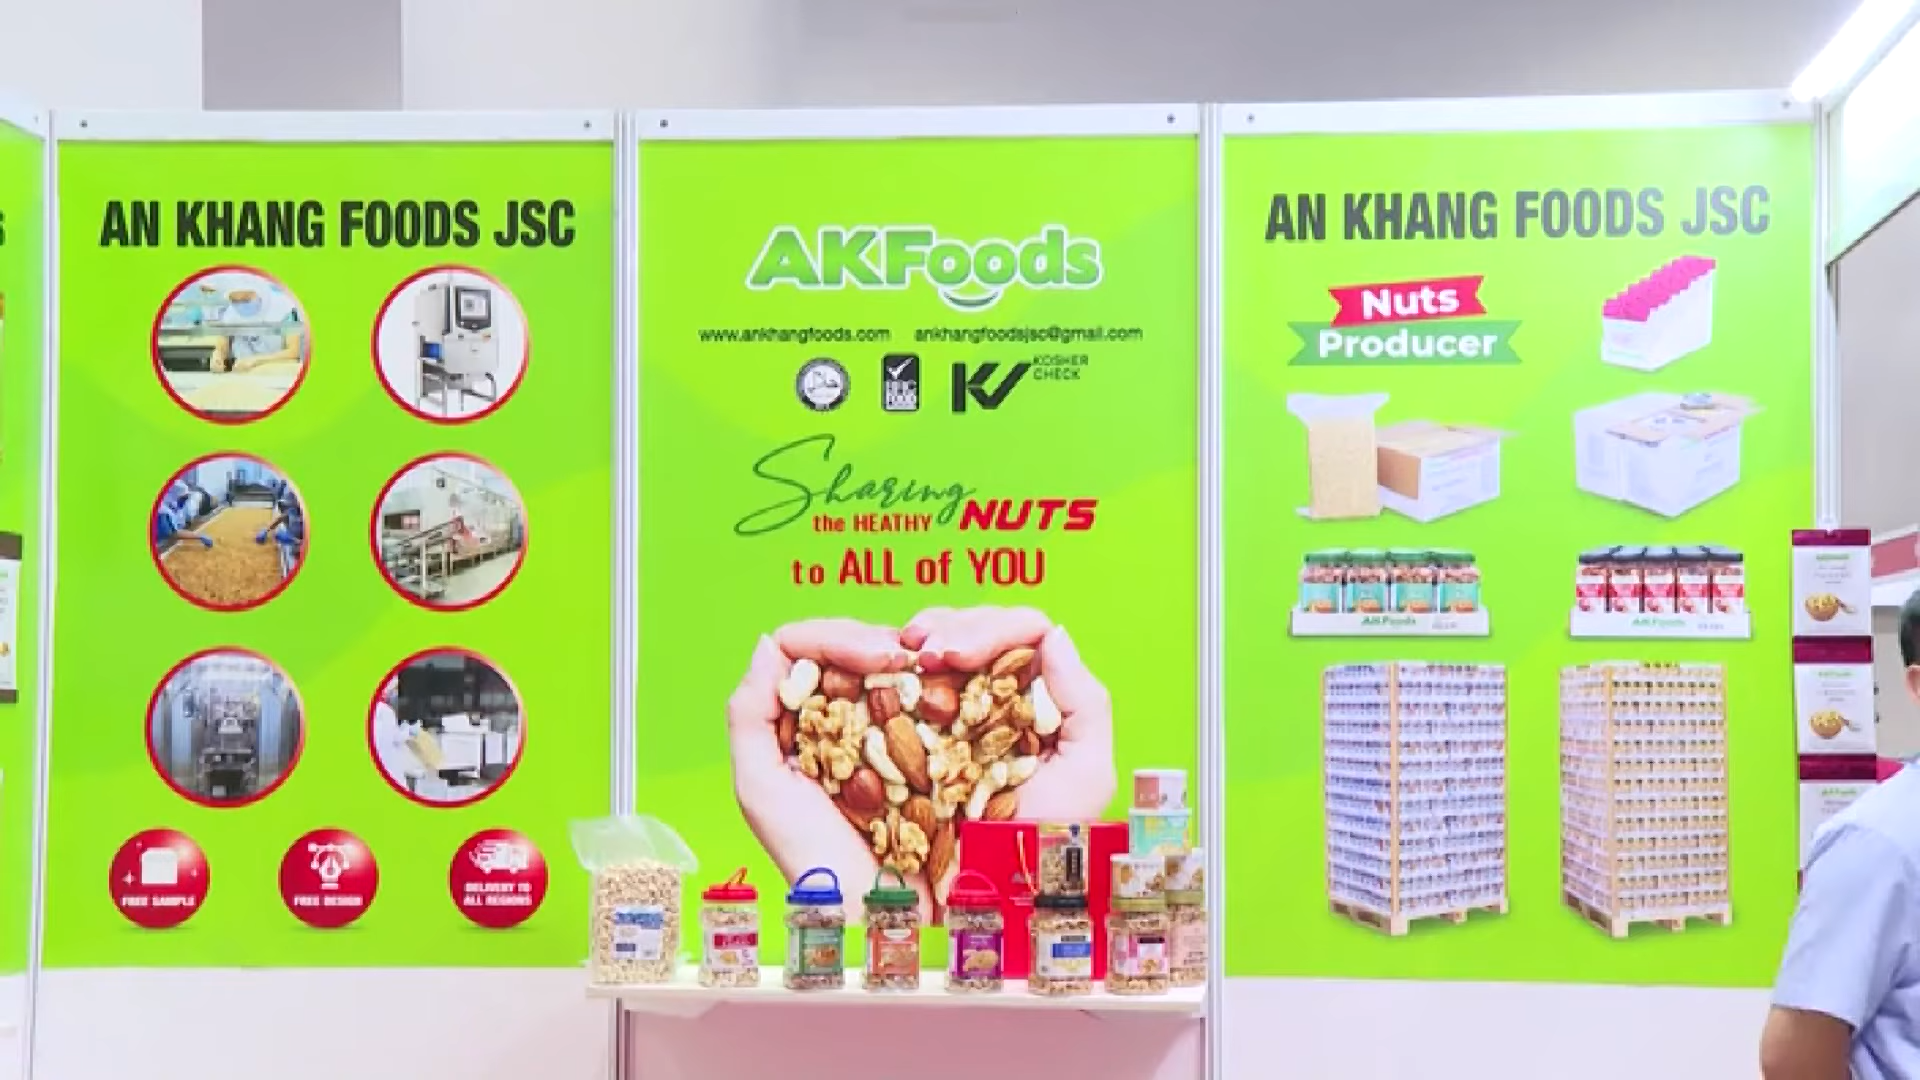 AN KHANG FOODS JSC
FREE SAMPLE
FREE DESIGN
DELIVERY TO
ALL REGIONS
AKFoods
www.ankhangfoods.com ankhangfoodsjsc@gmail.com
KOSHER
CHECK
Sharing
the HEATHY NUTS
to ALL of YOU
AN KHANG FOODS JSC
Nuts
Producer
AKFoods
AKFoods